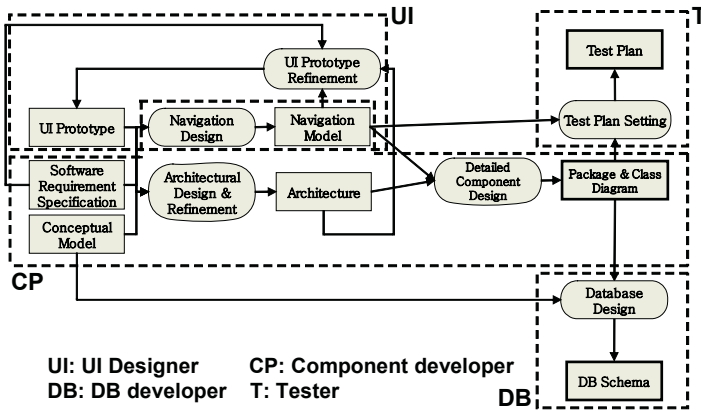 UI
T
UI Prototype
Refinement
Test Plan
UI Prototype
Navigation
Design
Navigation
Model
Test Plan Setting
Software
Requirement
Specification
Architectural
Design &
Refinement
Architecture
Detailed
Component
Design
Package & Class
Diagram
Conceptual
Model
CP
Database
Design
DB Schema
DB
UI: UI Designer CP: Component developer
DB: DB developer T: Tester